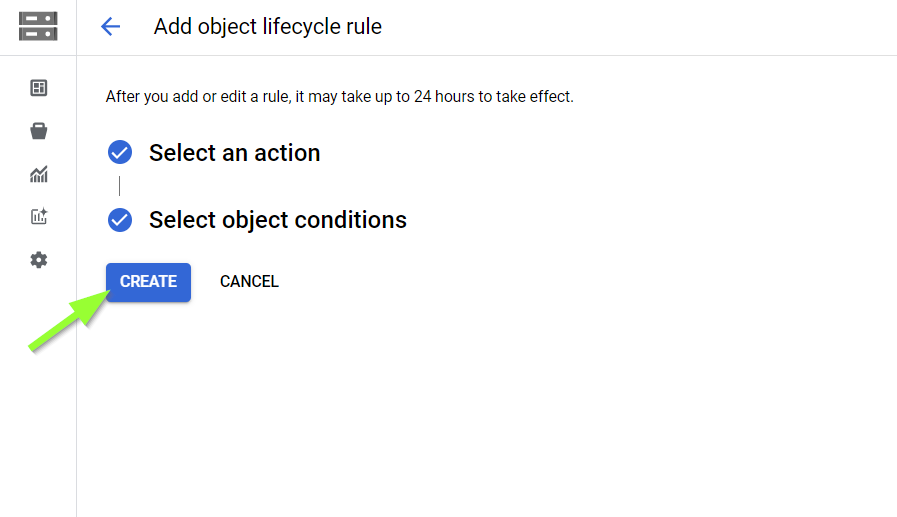 Add object lifecycle rule
After you add or edit a rule, it may take up to 24 hours to take effect.
Select an action
Select object conditions
CREATE CANCEL